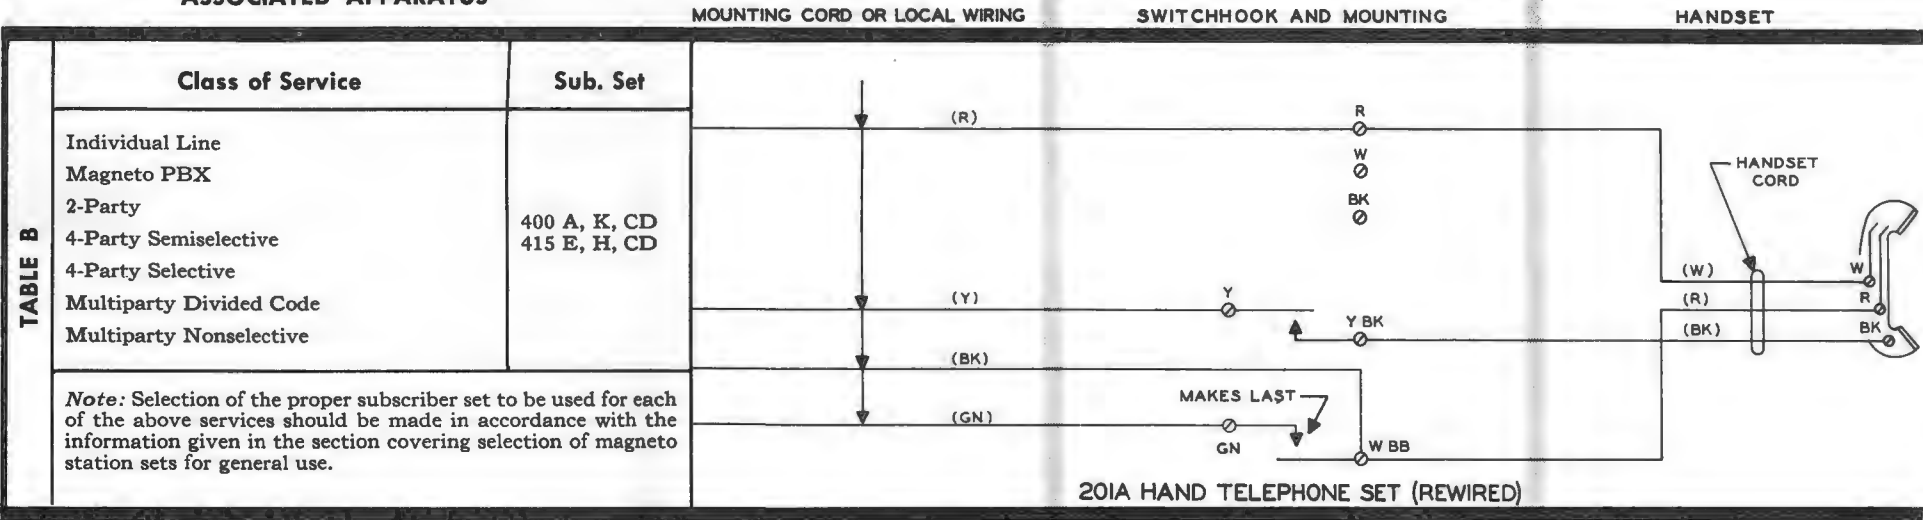 ASSOCIATED APPARATUS
MOUNTING CORD OR LOCAL WIRING
SWITCHHOOK AND MOUNTING
HANDSET
TABLE B
Class of Service
Sub. Set
Individual Line
Magneto PBX
2-Party
4-Party Semiselective
4-Party Selective
Multiparty Divided Code
Multiparty Nonselective
400 A, K, CD
415 E, H, CD
Note: Selection of the proper subscriber set to be used for each
of the above services should be made in accordance with the
information given in the section covering selection of magneto
station sets for general use.
(R)
(Y)
(BK)
(GN)
R
W
BK
Y
Y BK
MAKES LAST
GN
W BB
HANDSET
CORD
(W)
(R)
(BK)
W
R
BK
201A HAND TELEPHONE SET (REWIRED)